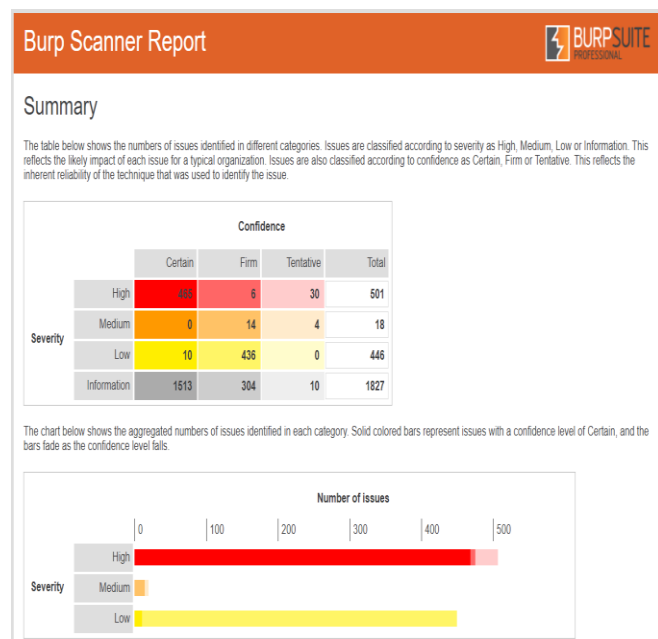 Burp Scanner Report
BURPSUITE
PROFESSIONAL
Summary
The table below shows the numbers of issues identified in different categories. Issues are classified according to severity as High, Medium, Low or Information. This
reflects the likely impact of each issue for a typical organization. Issues are also classified according to confidence as Certain, Firm or Tentative. This reflects the
inherent reliability of the technique that was used to identify the issue.
Confidence
Certain Firm Tentative Total
High 6 30 501
Medium 0 14 4 18
Severity
Low 10 436 0 446
Information 1513 304 10 1827
The chart below shows the aggregated numbers of issues identified in each category. Solid colored bars represent issues with a confidence level of Certain, and the
bars fade as the confidence level falls.
Number of issues
0 100 200 300 400 500
High
Severity Medium
Low